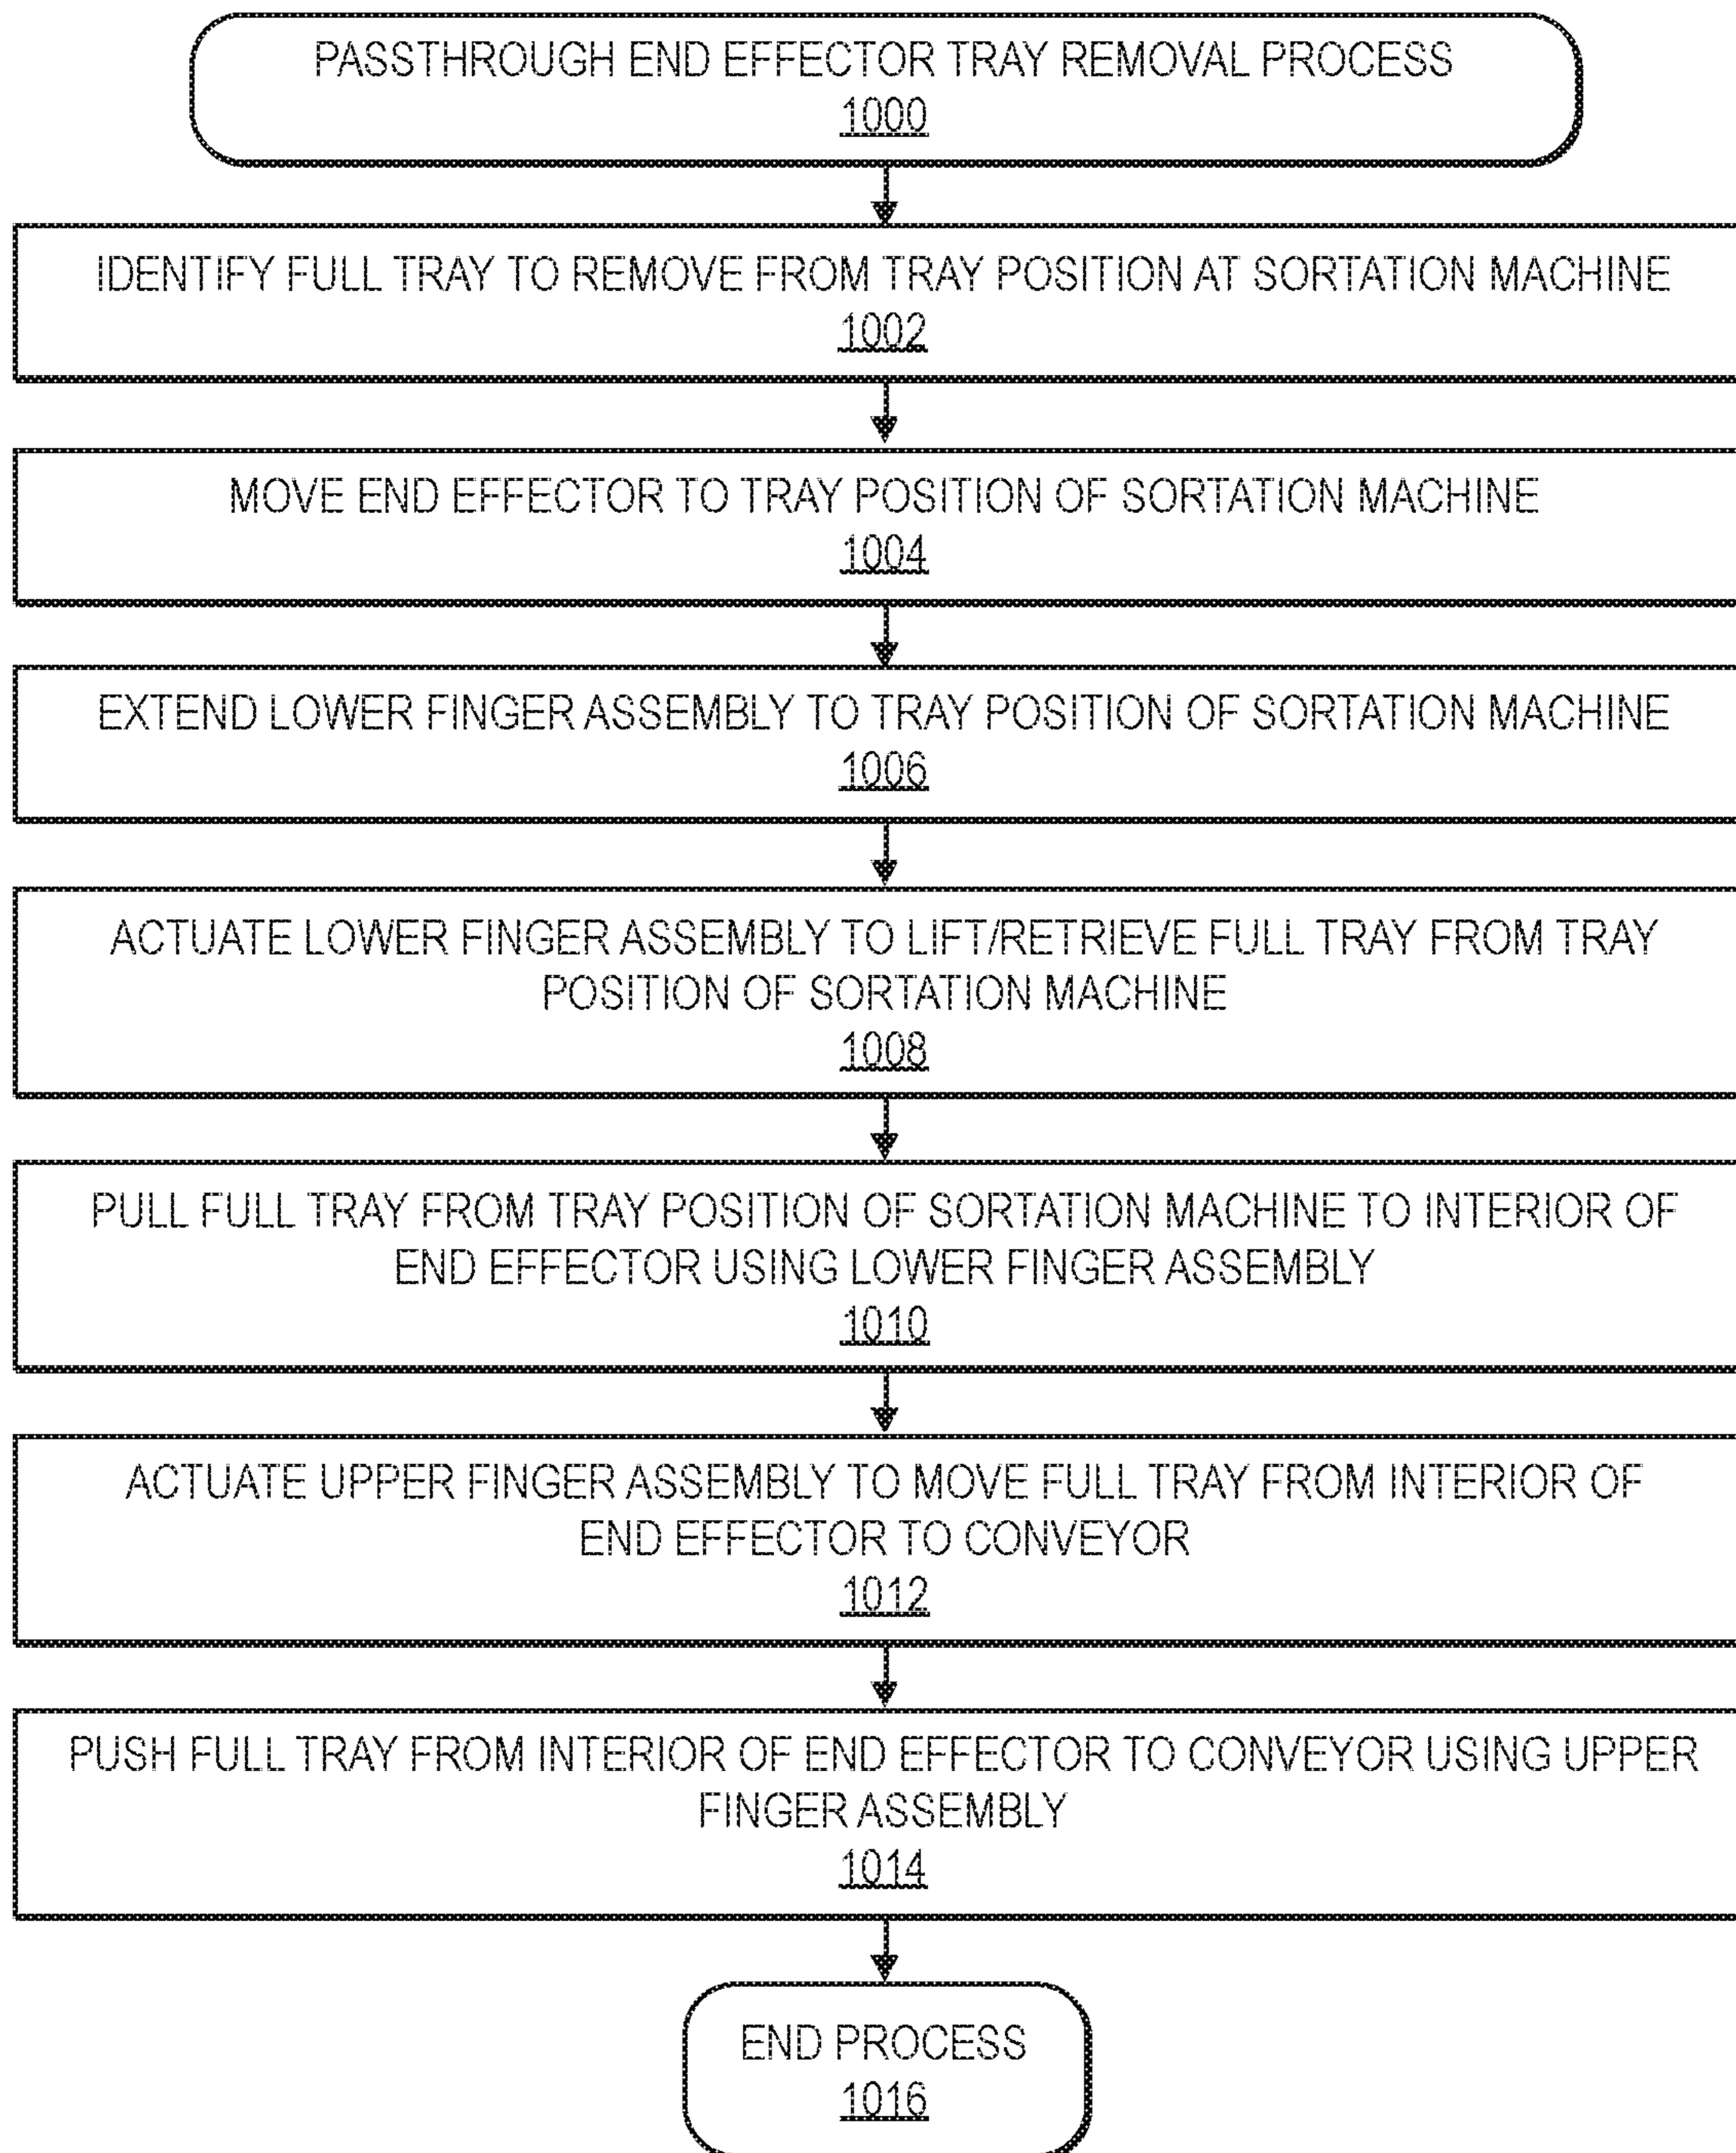 PASSTHROUGH END EFFECTOR TRAY REMOVAL PROCESS
1000
IDENTIFY FULL TRAY TO REMOVE FROM TRAY POSITION AT SORTATION MACHINE
1002
MOVE END EFFECTOR TO TRAY POSITION OF SORTATION MACHINE
1004
EXTEND LOWER FINGER ASSEMBLY TO TRAY POSITION OF SORTATION MACHINE
1006
ACTUATE LOWER FINGER ASSEMBLY TO LIFT/RETRIEVE FULL TRAY FROM TRAY
POSITION OF SORTATION MACHINE
1008
PULL FULL TRAY FROM TRAY POSITION OF SORTATION MACHINE TO INTERIOR OF
END EFFECTOR USING LOWER FINGER ASSEMBLY
1010
ACTUATE UPPER FINGER ASSEMBLY TO MOVE FULL TRAY FROM INTERIOR OF
END EFFECTOR TO CONVEYOR
1012
PUSH FULL TRAY FROM INTERIOR OF END EFFECTOR TO CONVEYOR USING UPPER
FINGER ASSEMBLY
1014
END PROCESS
1016